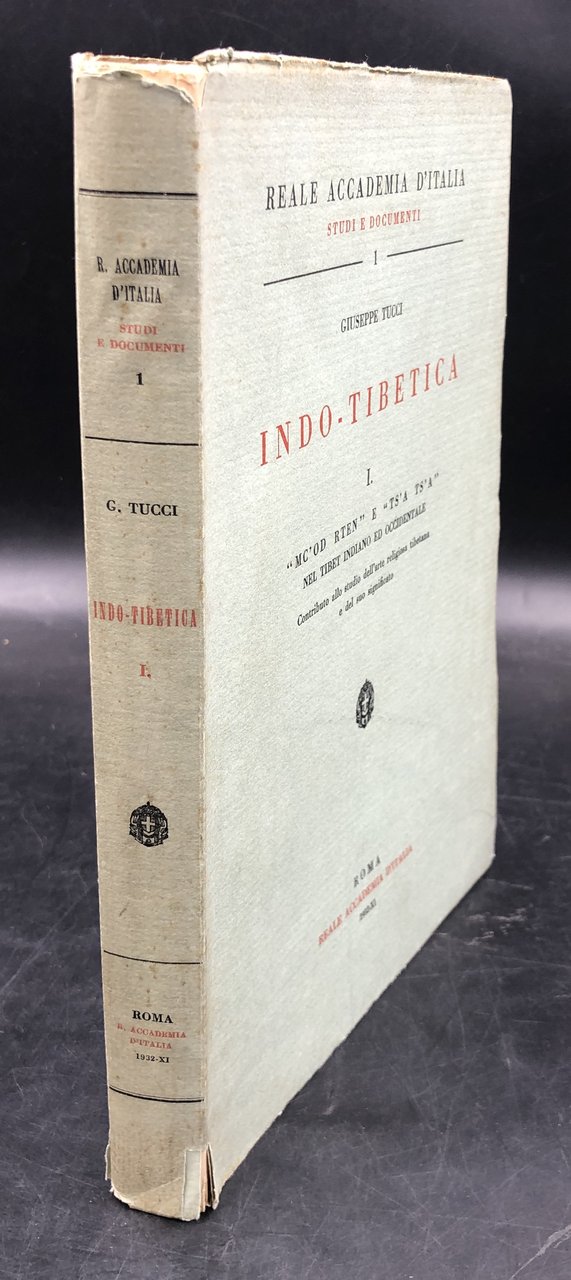 R. ACCADEMIA
D'ITALIA
STUDI
E DOCUMENTI
1
G. TUCCI
INDO-TIBETICA
I.
ROMA
R. ACCADEMIA
D'ITALIA
1932-XI
REALE ACCADEMIA D'ITALIA
STUDI E DOCUMENTI
1
GIUSEPPE TUCCI
INDO-TIBETICA
I.
"MC'OD RTEN" E "TS'A TS'A"
NEL TIBET INDIANO ED OCCIDENTALE
Contributo allo studio dell'arte religiosa tibetana
e del suo significato
ROMA
REALE ACCADEMIA D'ITALIA
1932-XI